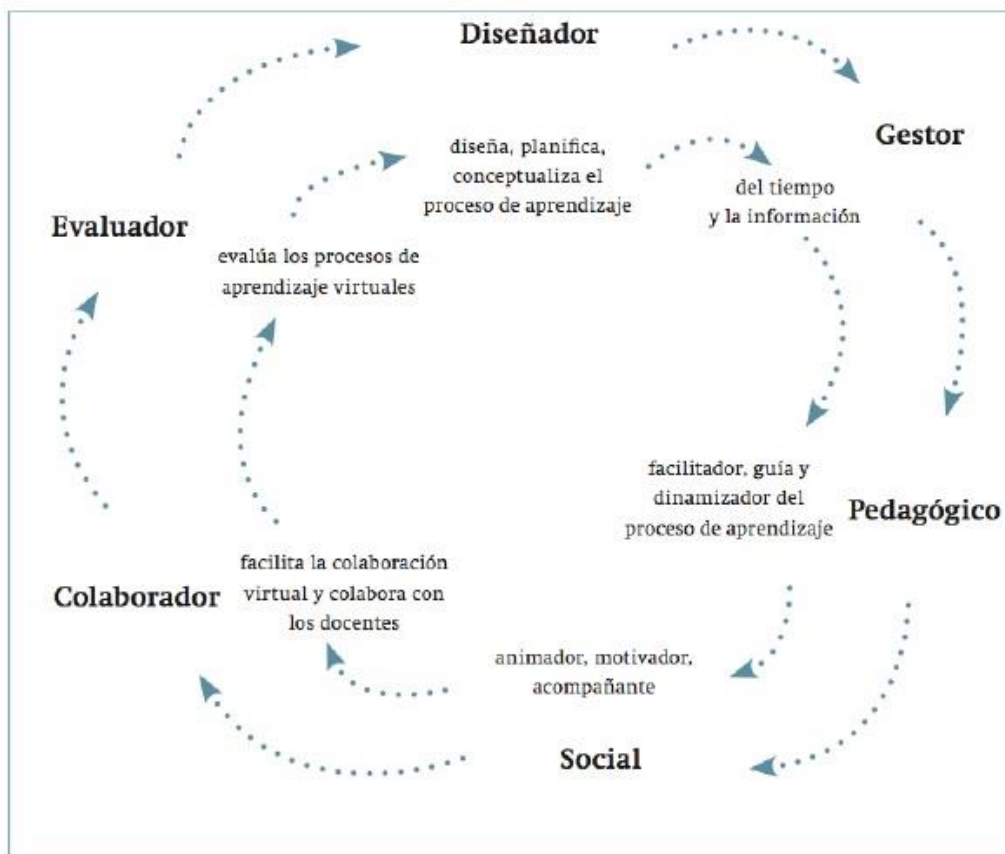 Diseñador
diseña, planifica,
conceptualiza el
proceso de aprendizaje
Gestor
del tiempo
y la información
Pedagógico
facilitador, guía y
dinamizador del
proceso de aprendizaje
Social
animador, motivador,
acompañante
Colaborador
facilita la colaboración
virtual y colabora con
los docentes
Evaluador
evalúa los procesos de
aprendizaje virtuales